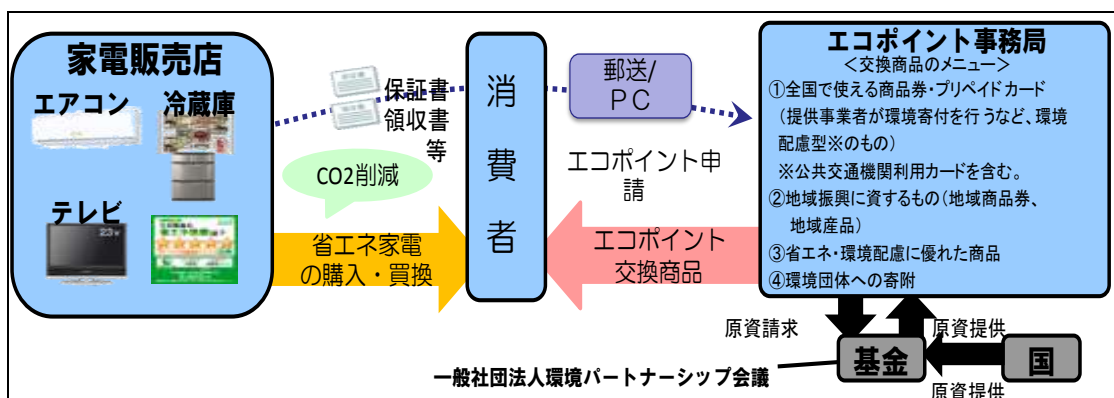 家電販売店
エアコン
冷蔵庫
テレビ
23V
保証書
領収書
等
CO2削減
省エネ家電
の購入・買換
消
費
者
郵送/
PC
エコポイント申
請
エコポイント
交換商品
エコポイント事務局
<交換商品のメニュー>
①全国で使える商品券・プリペイドカード
(提供事業者が環境寄付を行うなど、環境
配慮型※のもの)
※公共交通機関利用カードを含む。
②地域振興に資するもの(地域商品券、
地域産品)
③省エネ・環境配慮に優れた商品
④環境団体への寄附
原資請求
原資提供
基金
国
一般社団法人環境パートナーシップ会議
原資提供